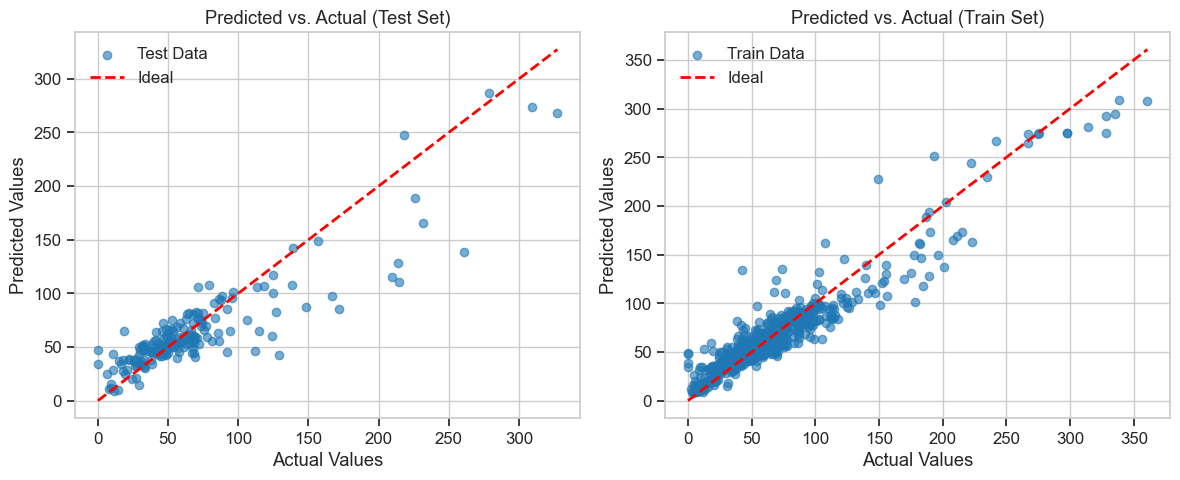 Predicted vs. Actual (Test Set)
Test Data
Ideal
Predicted Values
300
250
200
150
100
50
0
0 50 100 150 200 250 300
Actual Values
Predicted vs. Actual (Train Set)
Train Data
Ideal
Predicted Values
350
300
250
200
150
100
50
0
0 50 100 150 200 250 300 350
Actual Values